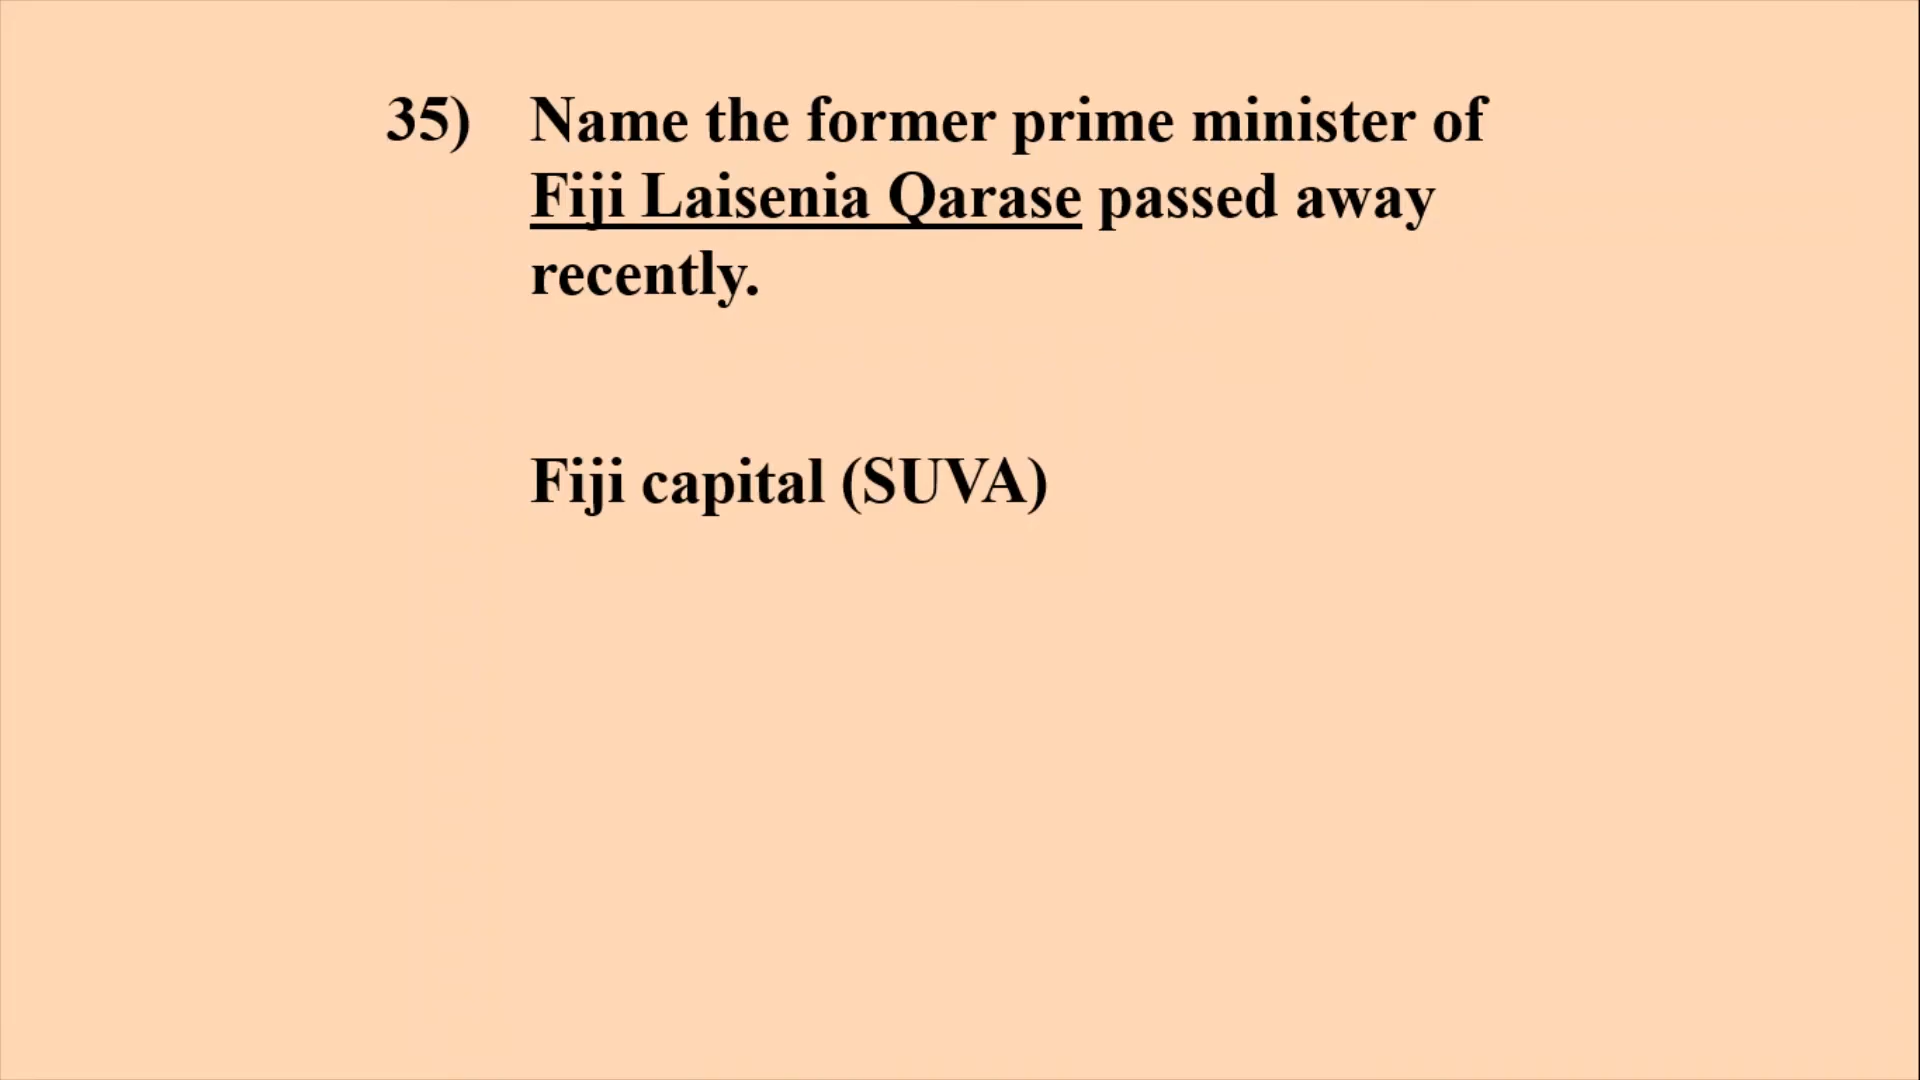 35) Name the former prime minister of
Fiji Laisenia Qarase passed away
recently.
Fiji capital (SUVA)